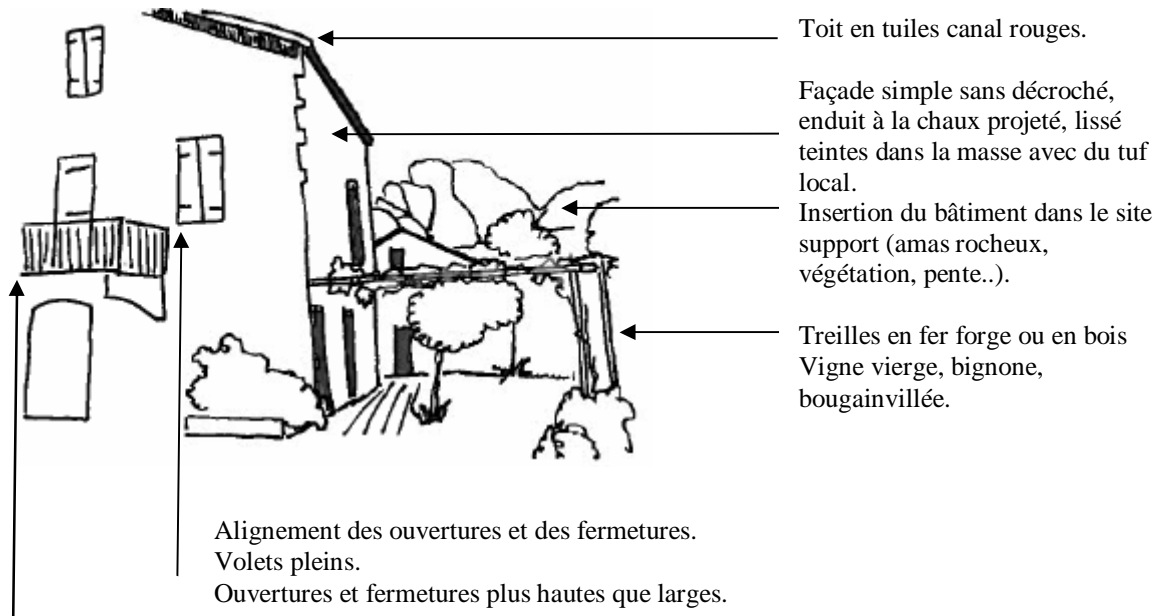 Toit en tuiles canal rouges.
Façade simple sans décroché,
enduit à la chaux projeté, lissé
teintes dans la masse avec du tuf
local.
Insertion du bâtiment dans le site
support (amas rocheux,
végétation, pente..).
Treilles en fer forge ou en bois
Vigne vierge, bignone,
bougainvillée.
Alignement des ouvertures et des fermetures.
Volets pleins.
Ouvertures et fermetures plus hautes que larges.